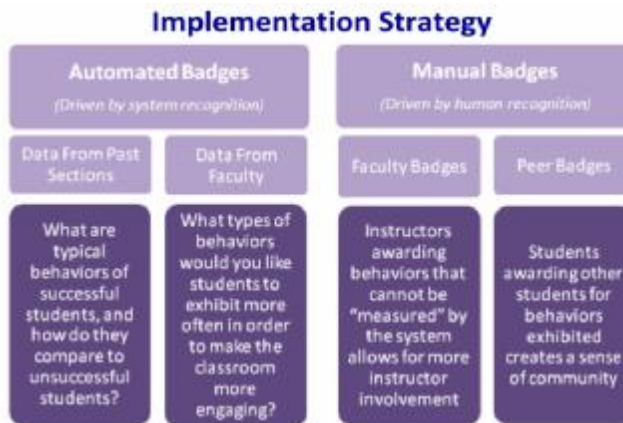 Implementation Strategy
Automated Badges
(Driven by system recognition)
Manual Badges
(Driven by human recognition)
Data From Past
Sections
Data From
Faculty
Faculty Badges
Peer Badges
What are
typical
behaviors of
successful
students, and
how do they
compare to
unsuccessful
students?
What types of
behaviors
would you like
students to
exhibit more
often in order
to make the
classroom
more
engaging?
Instructors
awarding
behaviors that
cannot be
"measured" by
the system
allows for more
instructor
involvement
Students
awarding other
students for
behaviors
exhibited
creates a sense
of community